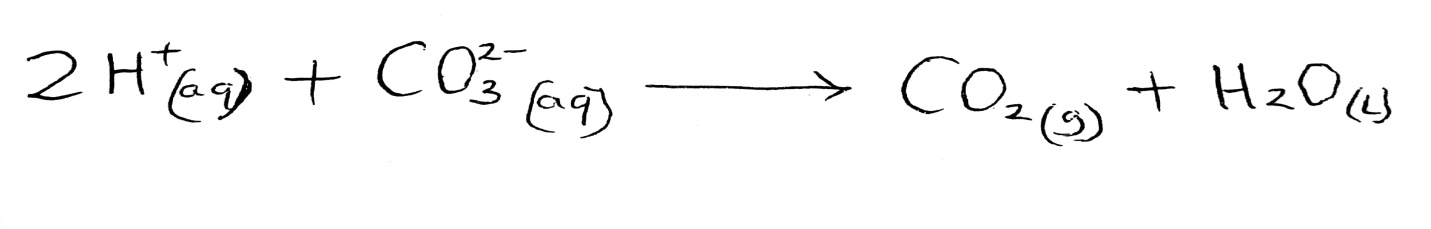 2H⁺(aq) + CO₃²⁻(aq) ⟶ CO₂(g) + H₂O(l)